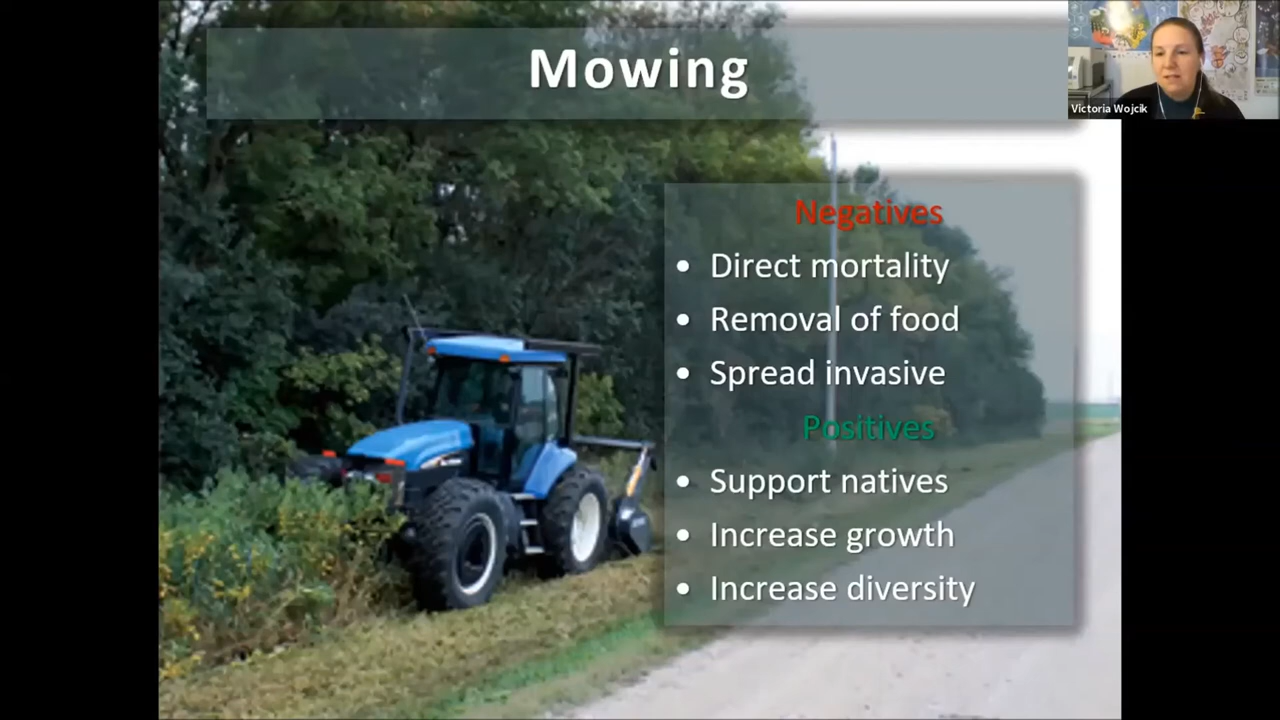 Mowing
Victoria Wojcik
Negatives
• Direct mortality
• Removal of food
• Spread invasive
Positives
• Support natives
• Increase growth
• Increase diversity